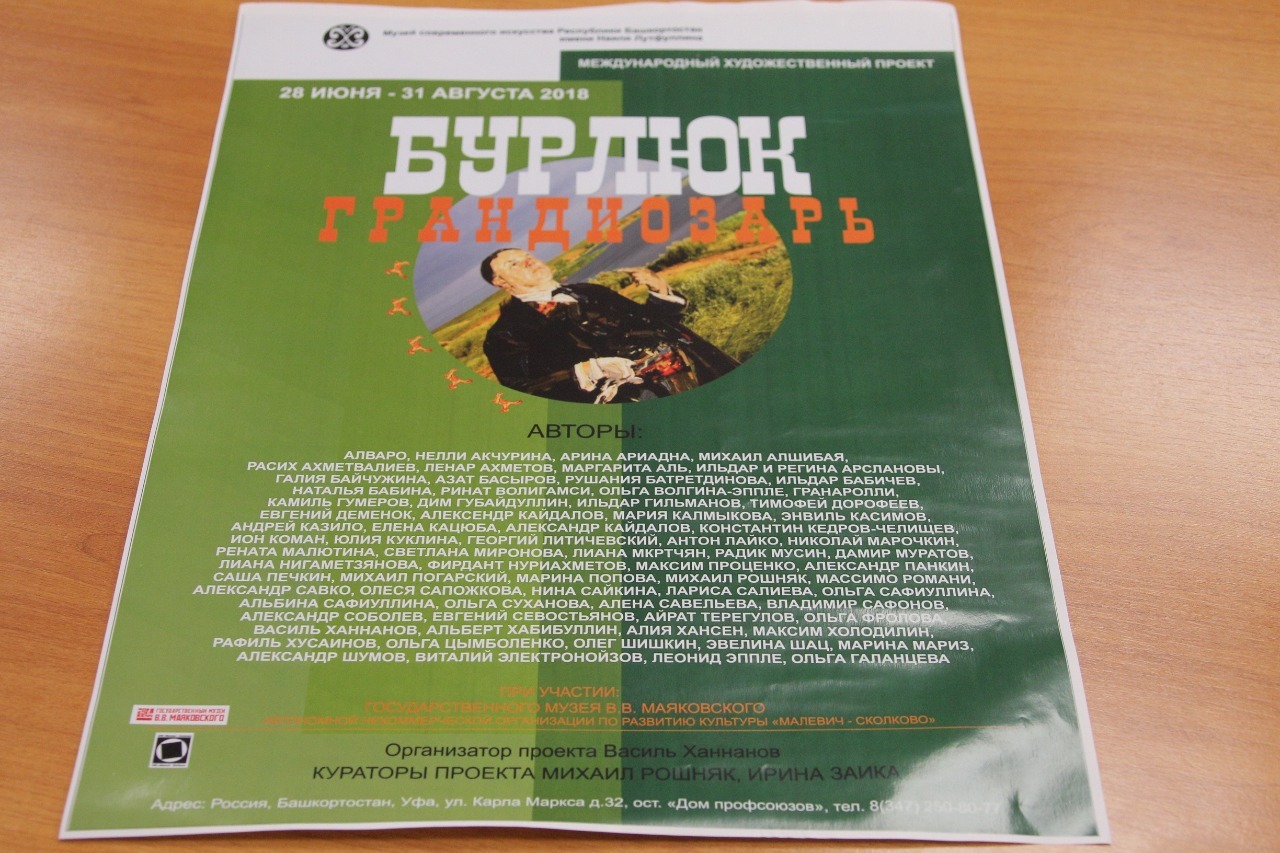 Музей современного искусства Республики Башкортостан
имени Наили Лутфуллина
МЕЖДУНАРОДНЫЙ ХУДОЖЕСТВЕННЫЙ ПРОЕКТ
28 ИЮНЯ - 31 АВГУСТА 2018
БУРЛЮК
ГРАНДИОЗАРЬ
АВТОРЫ:
АЛВАРО, НЕЛЛИ АКЧУРИНА, АРИНА АРИАДНА, МИХАИЛ АЛШИБАЯ,
РАСИХ АХМЕТВАЛИЕВ, ЛЕНАР АХМЕТОВ, МАРГАРИТА АЛЬ, ИЛЬДАР И РЕГИНА АРСЛАНОВЫ,
ГАЛИЯ БАЙЧУЖИНА, АЗАТ БАСЫРОВ, РУШАНИЯ БАТРЕТДИНОВА, ИЛЬДАР БАБИЧЕВ,
НАТАЛЬЯ БАБИНА, РИНАТ ВОЛИГАМСИ, ОЛЬГА ВОЛГИНА-ЭППЛЕ, ГРАНАРОЛЛИ,
КАМИЛЬ ГУМЕРОВ, ДИМ ГУБАЙДУЛЛИН, ИЛЬДАР ГИЛЬМАНОВ, ТИМОФЕЙ ДОРОФЕЕВ,
ЕВГЕНИЙ ДЕМЕНОК, АЛЕКСЕНДР КАЙДАЛОВ, МАРИЯ КАЛМЫКОВА, ЭНВИЛЬ КАСИМОВ,
АНДРЕЙ КАЗИЛО, ЕЛЕНА КАЦЮБА, АЛЕКСАНДР КАЙДАЛОВ, КОНСТАНТИН КЕДРОВ-ЧЕЛИЩЕВ,
ИОН КОМАН, ЮЛИЯ КУКЛИНА, ГЕОРГИЙ ЛИТИЧЕВСКИЙ, АНТОН ЛАЙКО, НИКОЛАЙ МАРОЧКИН,
РЕНАТА МАЛЮТИНА, СВЕТЛАНА МИРОНОВА, ЛИАНА МКРТЧЯН, РАДИК МУСИН, ДАМИР МУРАТОВ,
ЛИАНА НИГАМЕТЗЯНОВА, ФИРДАНТ НУРИАХМЕТОВ, МАКСИМ ПРОЦЕНКО, АЛЕКСАНДР ПАНКИН,
САША ПЕЧКИН, МИХАИЛ ПОГАРСКИЙ, МАРИНА ПОПОВА, МИХАИЛ РОШНЯК, МАССИМО РОМАНИ,
АЛЕКСАНДР САВКО, ОЛЕСЯ САПОЖКОВА, НИНА САЙКИНА, ЛАРИСА САЛИЕВА, ОЛЬГА САФИУЛЛИНА,
АЛЬБИНА САФИУЛЛИН, ОЛЬГА СУХАНОВА, АЛЕНА САВЕЛЬЕВА, ВЛАДИМИР САФОНОВ,
АЛЕКСАНДР СОБОЛЕВ, ЕВГЕНИЙ СЕВОСТЬЯНОВ, АЙРАТ ТЕРЕГУЛОВ, ОЛЬГА ФРОЛОВА,
ВАСИЛЬ ХАННАНОВ, АЛЬБЕРТ ХАБИБУЛЛИН, АЛИЯ ХАНСЕН, МАКСИМ ХОЛОДИЛИН,
РАФИЛЬ ХУСАИНОВ, ОЛЬГА ЦЫМБОЛЕНКО, ОЛЕГ ШИШКИН, ЭВЕЛИНА ШАЦ, МАРИНА МАРИЗ,
АЛЕКСАНДР ШУМОВ, ВИТАЛИЙ ЭЛЕКТРОНОЙЗОВ, ЛЕОНИД ЭППЛЕ, ОЛЬГА ГАЛАНЦЕВА
ПРИ УЧАСТИИ:
ГОСУДАРСТВЕННОГО МУЗЕЯ В.В. МАЯКОВСКОГО
АВТОНОМНОЙ НЕКОММЕРЧЕСКОЙ ОРГАНИЗАЦИИ ПО РАЗВИТИЮ КУЛЬТУРЫ «МАЛЕВИЧ - СКОЛКОВО»
ГОСУДАРСТВЕННЫЙ МУЗЕЙ
В.В. МАЯКОВСКОГО
Организатор проекта Василь Ханнанов
КУРАТОРЫ ПРОЕКТА МИХАИЛ РОШНЯК, ИРИНА ЗАИКА
Адрес: Россия, Башкортостан, Уфа, ул. Карла Маркса д.32, ост. «Дом профсоюзов», тел. 8(347) 250-80-77